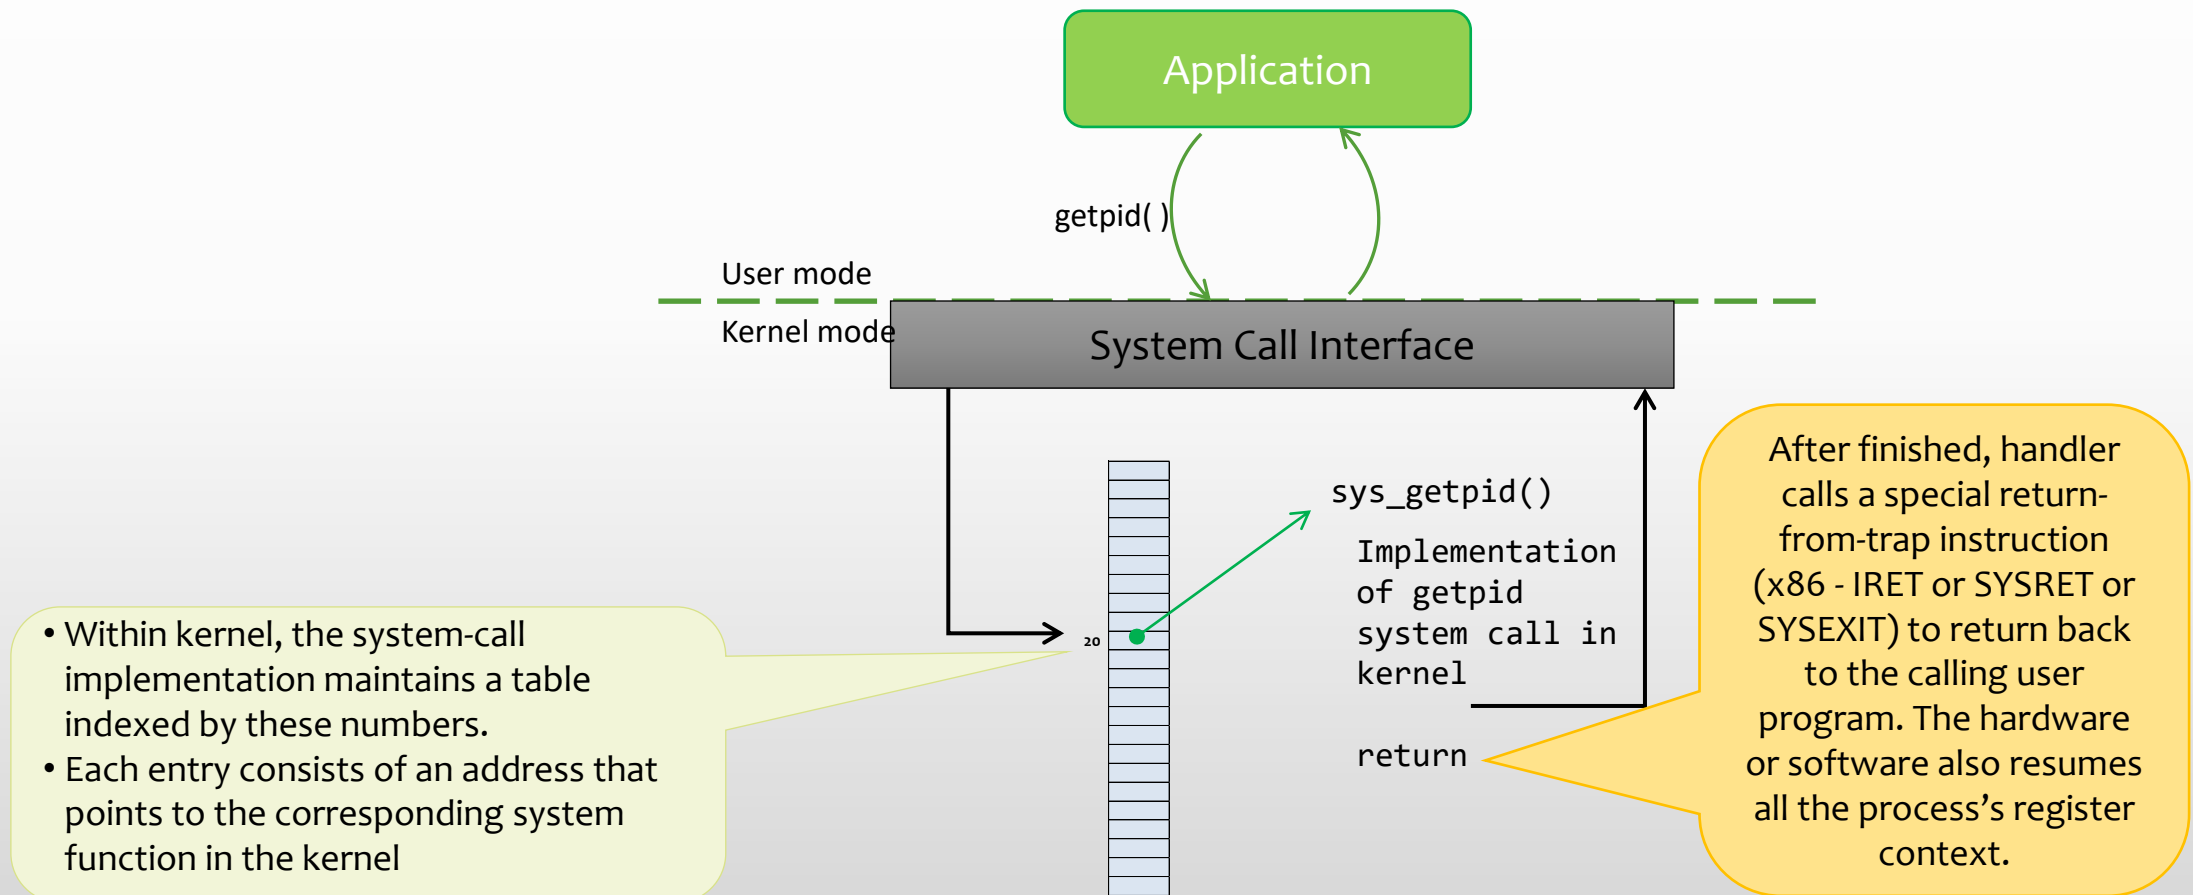 Application
getpid( )
User mode
Kernel mode
System Call Interface
• Within kernel, the system-call
implementation maintains a table
indexed by these numbers.
• Each entry consists of an address that
points to the corresponding system
function in the kernel
20
sys_getpid()
Implementation
of getpid
system call in
kernel
return
After finished, handler
calls a special return-
from-trap instruction
(x86 - IRET or SYSRET or
SYSEXIT) to return back
to the calling user
program. The hardware
or software also resumes
all the process’s register
context.